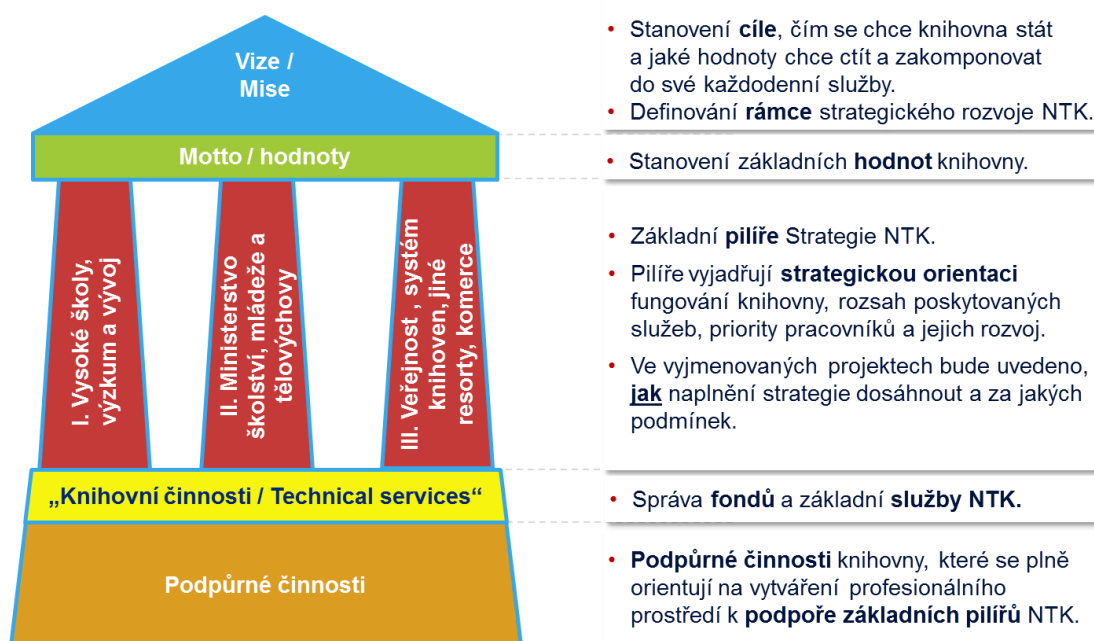 Vize /
Mise
Motto / hodnoty
I. Vysoké školy,
výzkum a vývoj
II. Ministerstvo
školství, mládeže a
tělovýchovy
III. Veřejnost , systém
knihoven, jiné
resorty, komerce
„Knihovní činnosti / Technical services“
Podpůrné činnosti
• Stanovení cíle, čím se chce knihovna stát
a jaké hodnoty chce ctít a zakomponovat
do své každodenní služby.
• Definování rámce strategického rozvoje NTK.
• Stanovení základních hodnot knihovny.
• Základní pilíře Strategie NTK.
• Pilíře vyjadřují strategickou orientaci
fungování knihovny, rozsah poskytovaných
služeb, priority pracovníků a jejich rozvoj.
• Ve vyjmenovaných projektech bude uvedeno,
jak naplnění strategie dosáhnout a za jakých
podmínek.
• Správa fondů a základní služby NTK.
• Podpůrné činnosti knihovny, které se plně
orientují na vytváření profesionálního
prostředí k podpoře základních pilířů NTK.